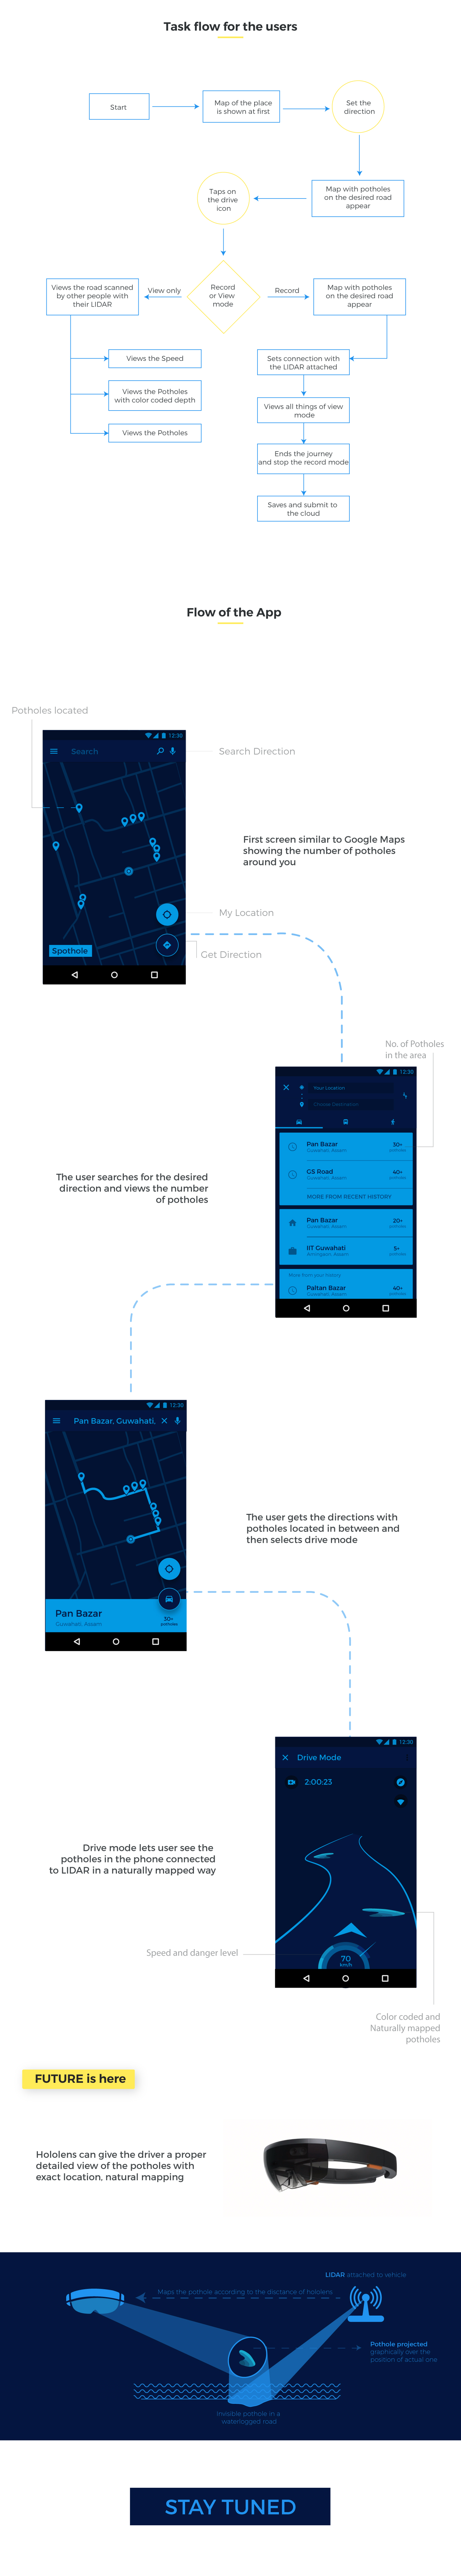 Task flow for the users
Start
Map of the place
is shown at first
Set the
direction
Taps on
the drive
icon
Map with potholes
on the desired road
appear
Views the road scanned
by other people with
their LIDAR
View only
Record
or View
mode
Record
Map with potholes
on the desired road
appear
Views the Speed
Views the Potholes
with color coded depth
Views the Potholes
Sets connection with
the LIDAR attached
Views all things of view
mode
Ends the journey
and stop the record mode
Saves and submit to
the cloud
Flow of the App
Potholes located
12:30
Search
Search Direction
First screen similar to Google Maps
showing the number of potholes
around you
My Location
Spothole
Get Direction
No. of Potholes
in the area
12:30
Your Location
Choose Destination
Pan Bazar
Guwahati, Assam
30+
potholes
GS Road
Guwahati, Assam
40+
potholes
MORE FROM RECENT HISTORY
Pan Bazar
Guwahati, Assam
20+
potholes
IIT Guwahati
Amingaon, Assam
5+
potholes
More from your history
Paltan Bazar
Guwahati, Assam
40+
potholes
The user searches for the desired
direction and views the number
of potholes
12:30
Pan Bazar, Guwahati,
Pan Bazar
Guwahati, Assam
30+
potholes
The user gets the directions with
potholes located in between and
then selects drive mode
12:30
Drive Mode
2:00:23
70
km/h
Drive mode lets user see the
potholes in the phone connected
to LIDAR in a naturally mapped way
Speed and danger level
Color coded and
Naturally mapped
potholes
FUTURE is here
Hololens can give the driver a proper
detailed view of the potholes with
exact location, natural mapping
LIDAR attached to vehicle
Maps the pothole according to the disctance of hololens
Pothole projected
graphically over the
position of actual one
Invisible pothole in a
waterlogged road
STAY TUNED